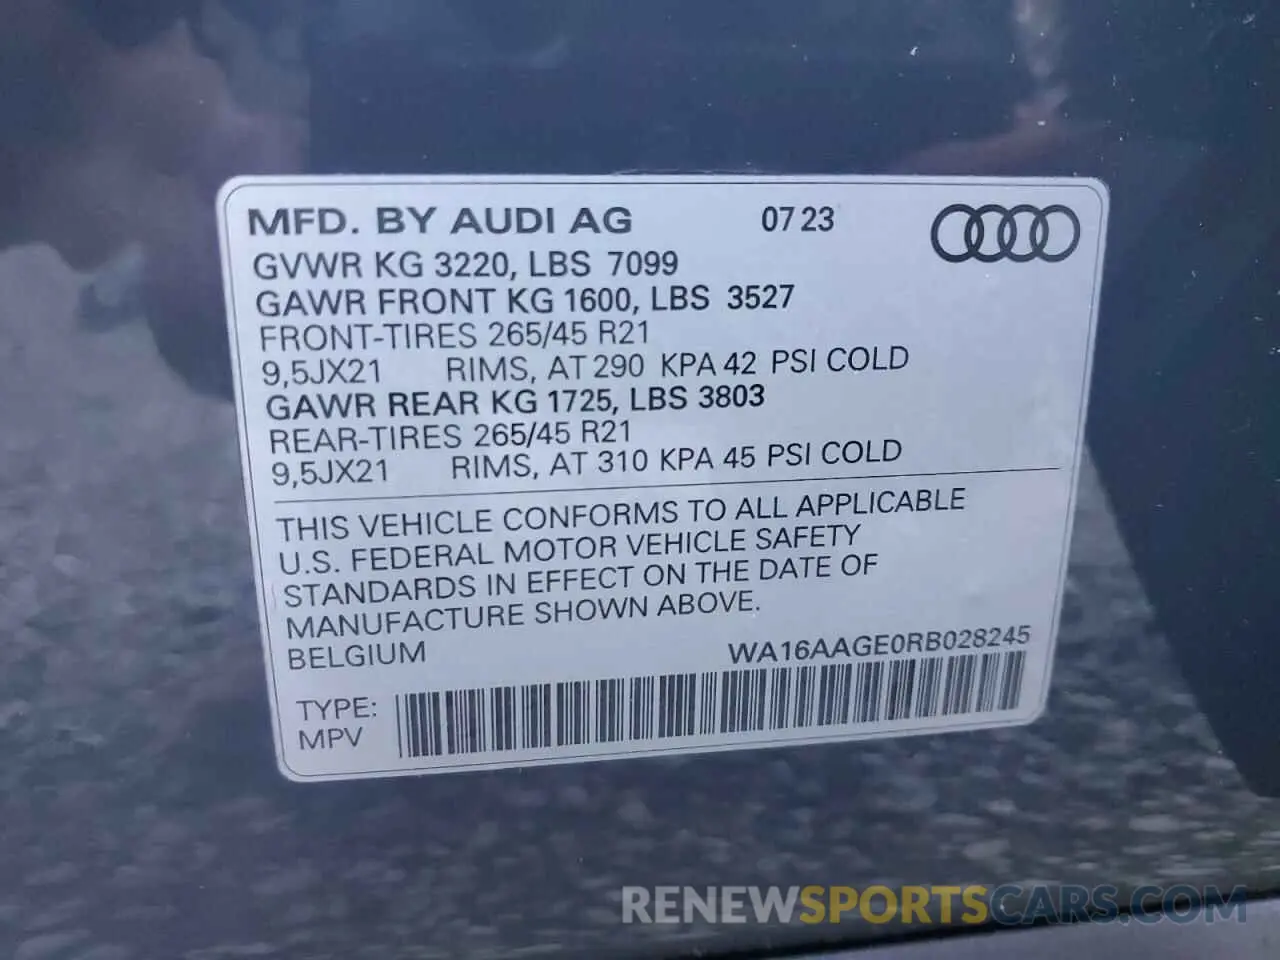 MFD. BY AUDI AG 07 23
GVWR KG 3220, LBS 7099
GAWR FRONT KG 1600, LBS 3527
FRONT-TIRES 265/45 R21
9,5JX21 RIMS, AT 290 KPA 42 PSI COLD
GAWR REAR KG 1725, LBS 3803
REAR-TIRES 265/45 R21
9,5JX21 RIMS, AT 310 KPA 45 PSI COLD
THIS VEHICLE CONFORMS TO ALL APPLICABLE
U.S. FEDERAL MOTOR VEHICLE SAFETY
STANDARDS IN EFFECT ON THE DATE OF
MANUFACTURE SHOWN ABOVE.
BELGIUM WA16AAGE0RB028245
TYPE:
MPV
RENEWSPORTSCARS.COM